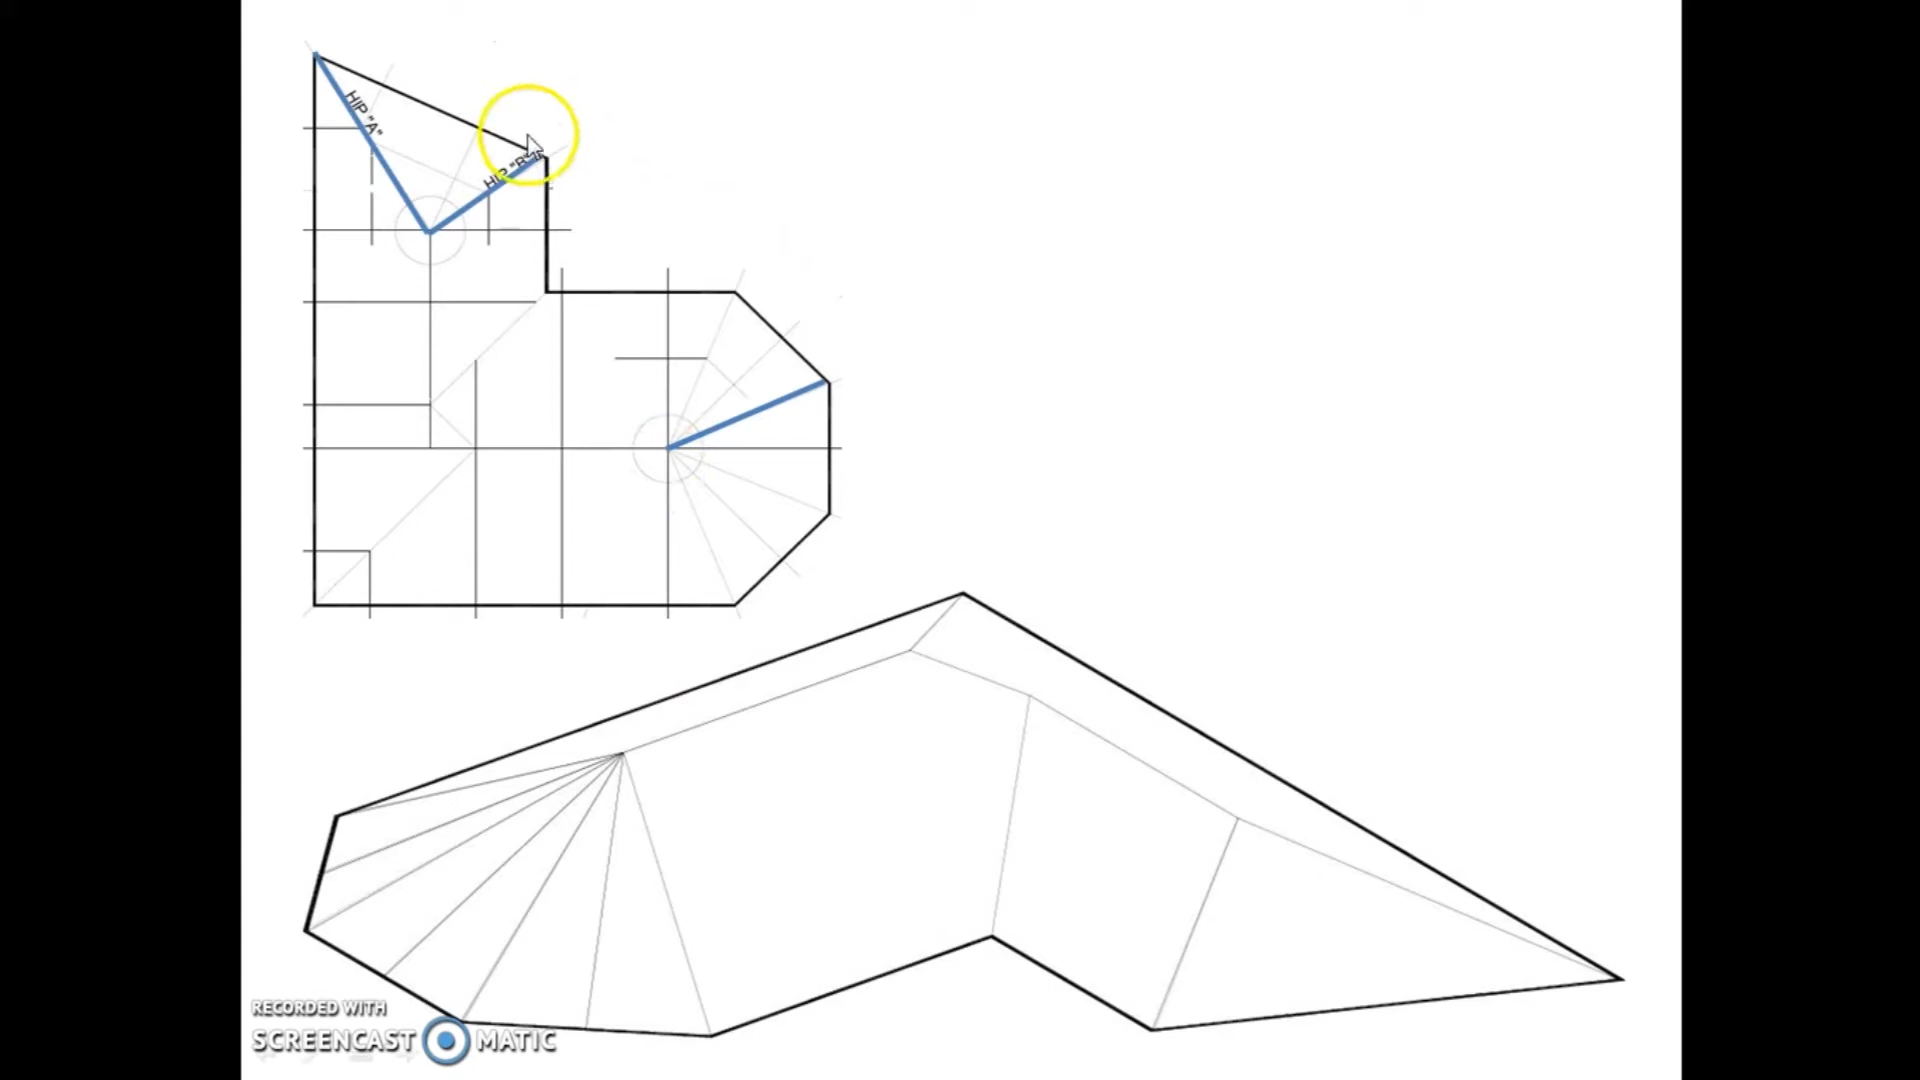 HIP "A"
HIP "B"
RECORDED WITH
SCREENCAST MATIC